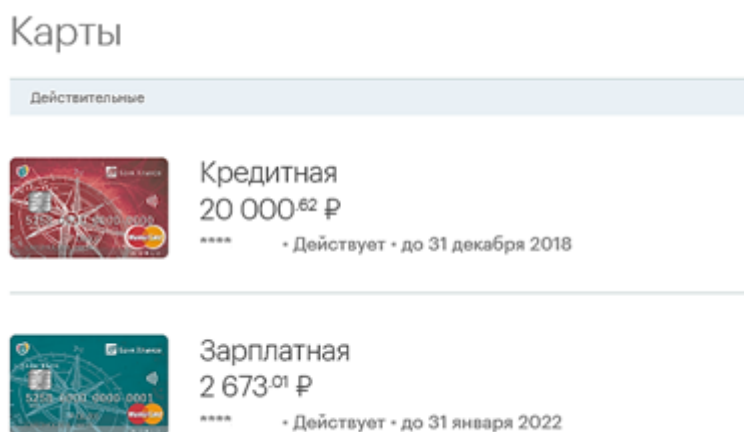 Карты
Действительные
Кредитная
20 000.62 ₽
**** • Действует • до 31 декабря 2018
Зарплатная
2 673.01 ₽
**** • Действует • до 31 января 2022